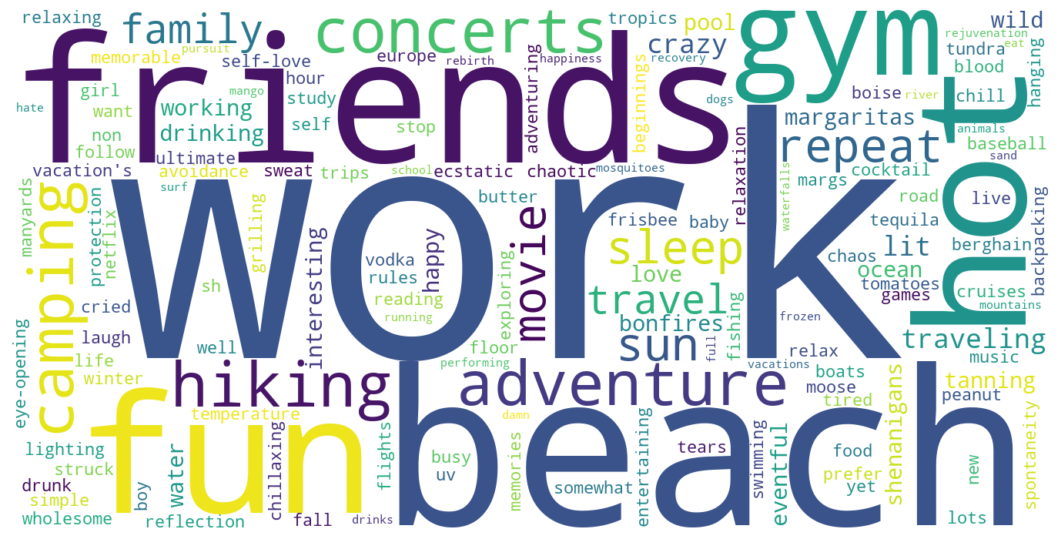 relaxing
family
concerts
tropics
pool
gym
wild
rejuvenation
eat
memorable
pursuit
self-love
europe
rebirth
happiness
recovery
crazy
tundra
blood
hanging
friends
adventuring
beginnings
hate
girl
mango
hour
study
dogs
boise
river
chill
want
working
self
stop
margaritas
animals
non
drinking
repeat
baseball
hot
follow
ultimate
sand
vacation's
avoidance
sweat
trips
school
ecstatic
chaotic
mosquitoes
relaxation
margs
cocktail
surf
work
butter
waterfalls
road
live
manyards
camping
protection
netflix
grilling
interesting
happy
movie
frisbee
baby
tequila
sleep
lit
berghain
backpacking
vodka
rules
love
chaos
ocean
tomatoes
sh
reading
exploring
travel
games
cruises
mountains
cried
running
bonfires
fishing
frozen
laugh
well
floor
sun
full
relax
traveling
music
life
performing
vacations
boats
eye-opening
winter
hiking
adventure
moose
tired
tanning
peanut
fun
beach
temperature
damn
shenanigans
spontaneity
O
lighting
chillaxing
flights
busy
memories
entertaining
tears
swimming
eventful
food
struck
water
uv
prefer
new
drunk
boy
somewhat
yet
simple
wholesome
reflection
fall
drinks
lots